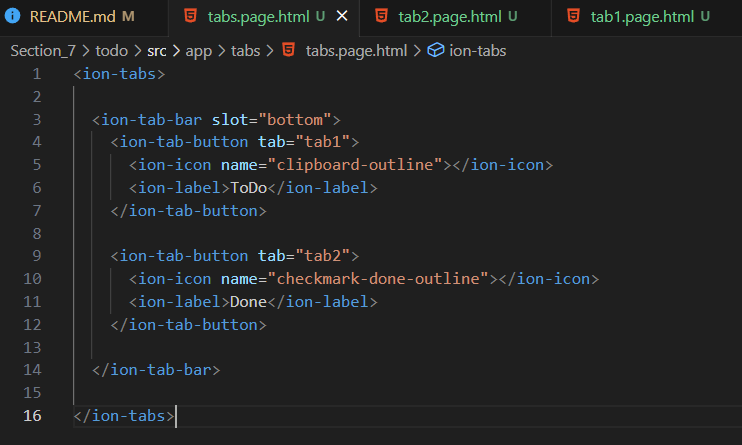 README.md M tabs.page.html U tab2.page.html U tab1.page.html U
Section_7 > todo > src > app > tabs > tabs.page.html > ion-tabs
1 <ion-tabs>
2
3 <ion-tab-bar slot="bottom">
4 <ion-tab-button tab="tab1">
5 <ion-icon name="clipboard-outline"></ion-icon>
6 <ion-label>ToDo</ion-label>
7 </ion-tab-button>
8
9 <ion-tab-button tab="tab2">
10 <ion-icon name="checkmark-done-outline"></ion-icon>
11 <ion-label>Done</ion-label>
12 </ion-tab-button>
13
14 </ion-tab-bar>
15
16 </ion-tabs>